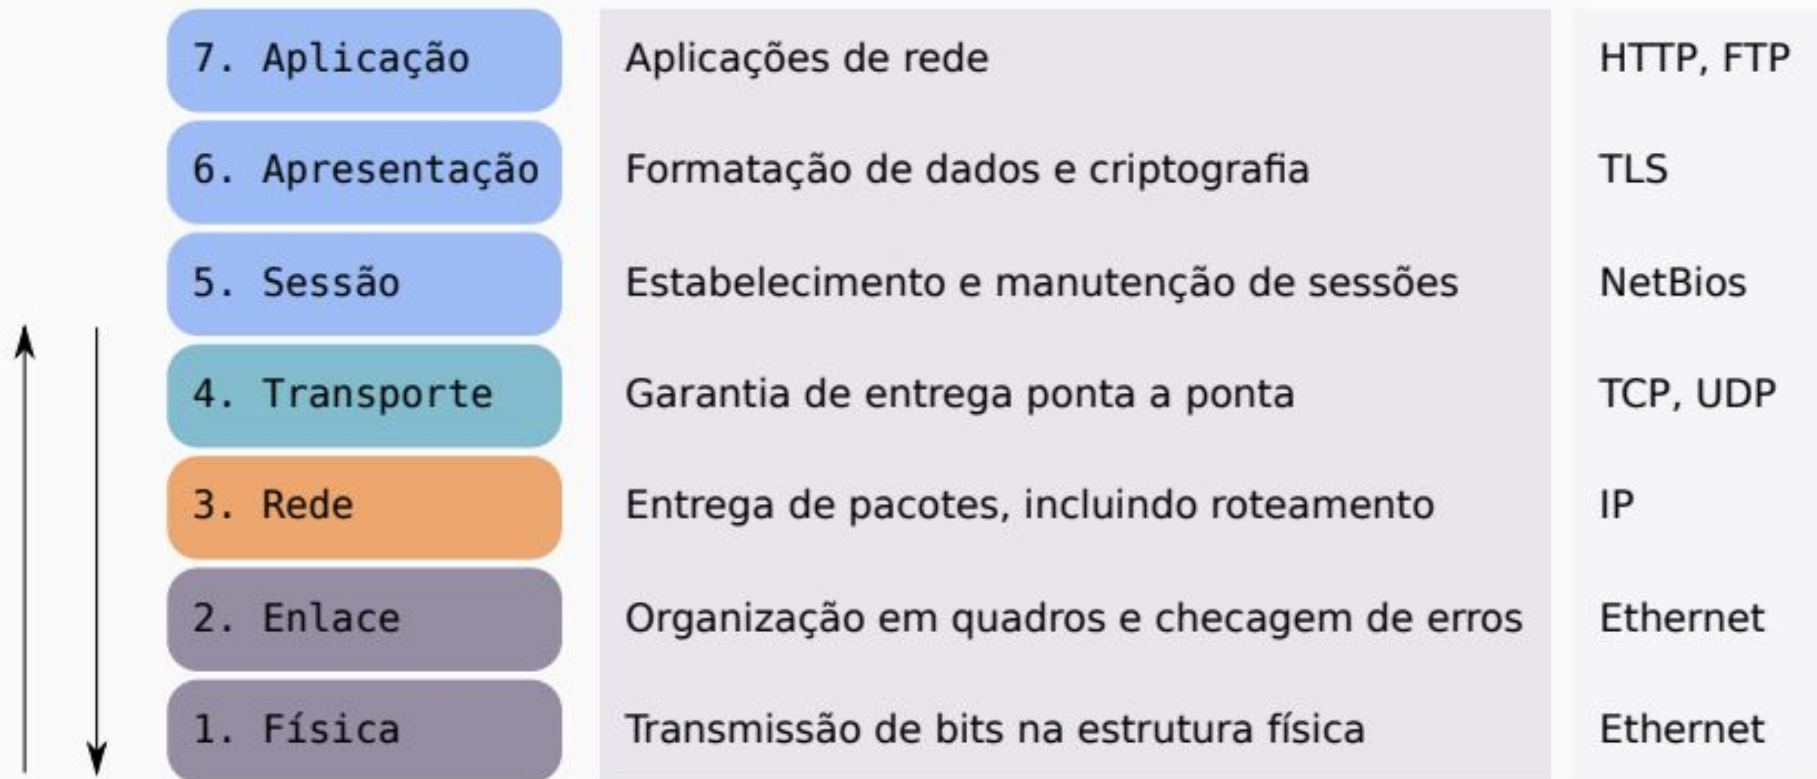 7. Aplicação Aplicações de rede HTTP, FTP
6. Apresentação Formatação de dados e criptografia TLS
5. Sessão Estabelecimento e manutenção de sessões NetBios
4. Transporte Garantia de entrega ponta a ponta TCP, UDP
3. Rede Entrega de pacotes, incluindo roteamento IP
2. Enlace Organização em quadros e checagem de erros Ethernet
1. Física Transmissão de bits na estrutura física Ethernet